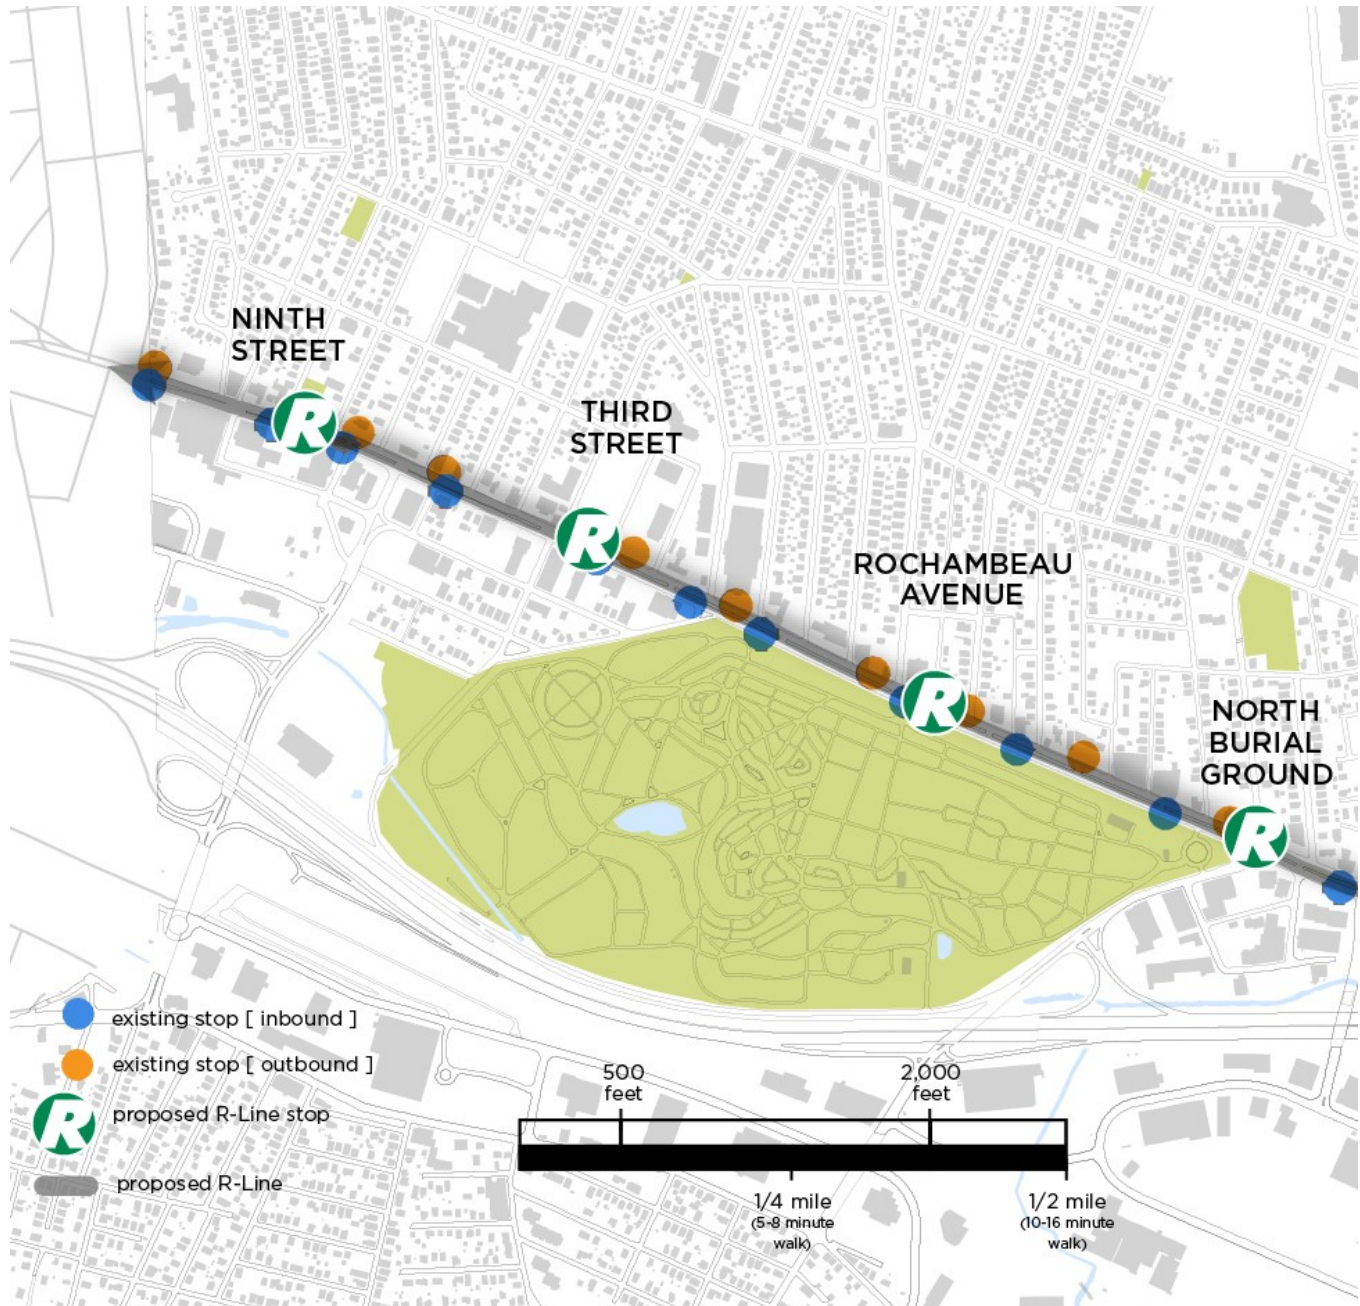 NINTH
STREET
R
THIRD
STREET
R
ROCHAMBEAU
AVENUE
R
NORTH
BURIAL
GROUND
R
existing stop [ inbound ]
existing stop [ outbound ]
R
proposed R-Line stop
proposed R-Line
500
feet
2,000
feet
1/4 mile
(5-8 minute
walk)
1/2 mile
(10-16 minute
walk)